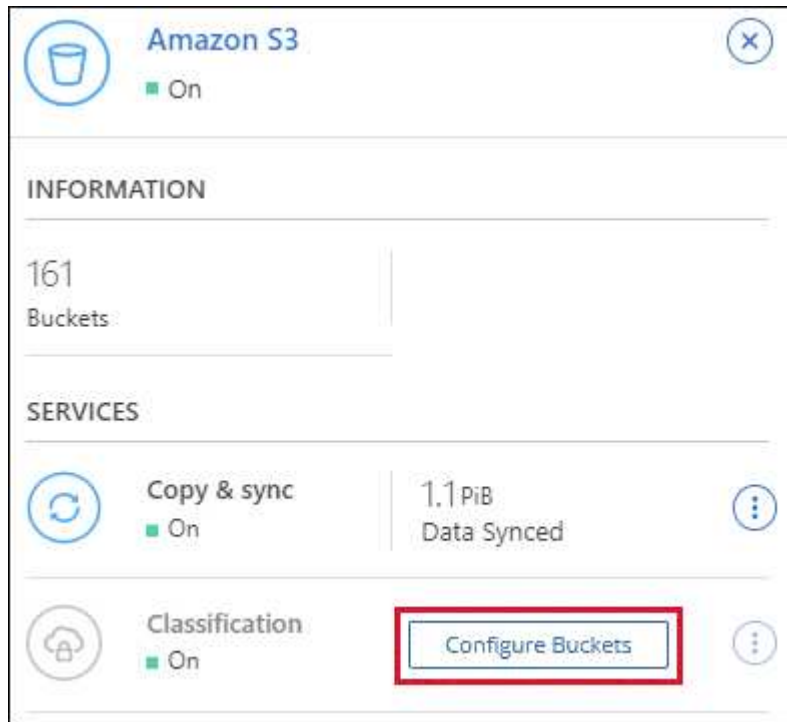 Amazon S3
On
INFORMATION
161
Buckets
SERVICES
Copy & sync
On
1.1 PiB
Data Synced
Classification
On
Configure Buckets